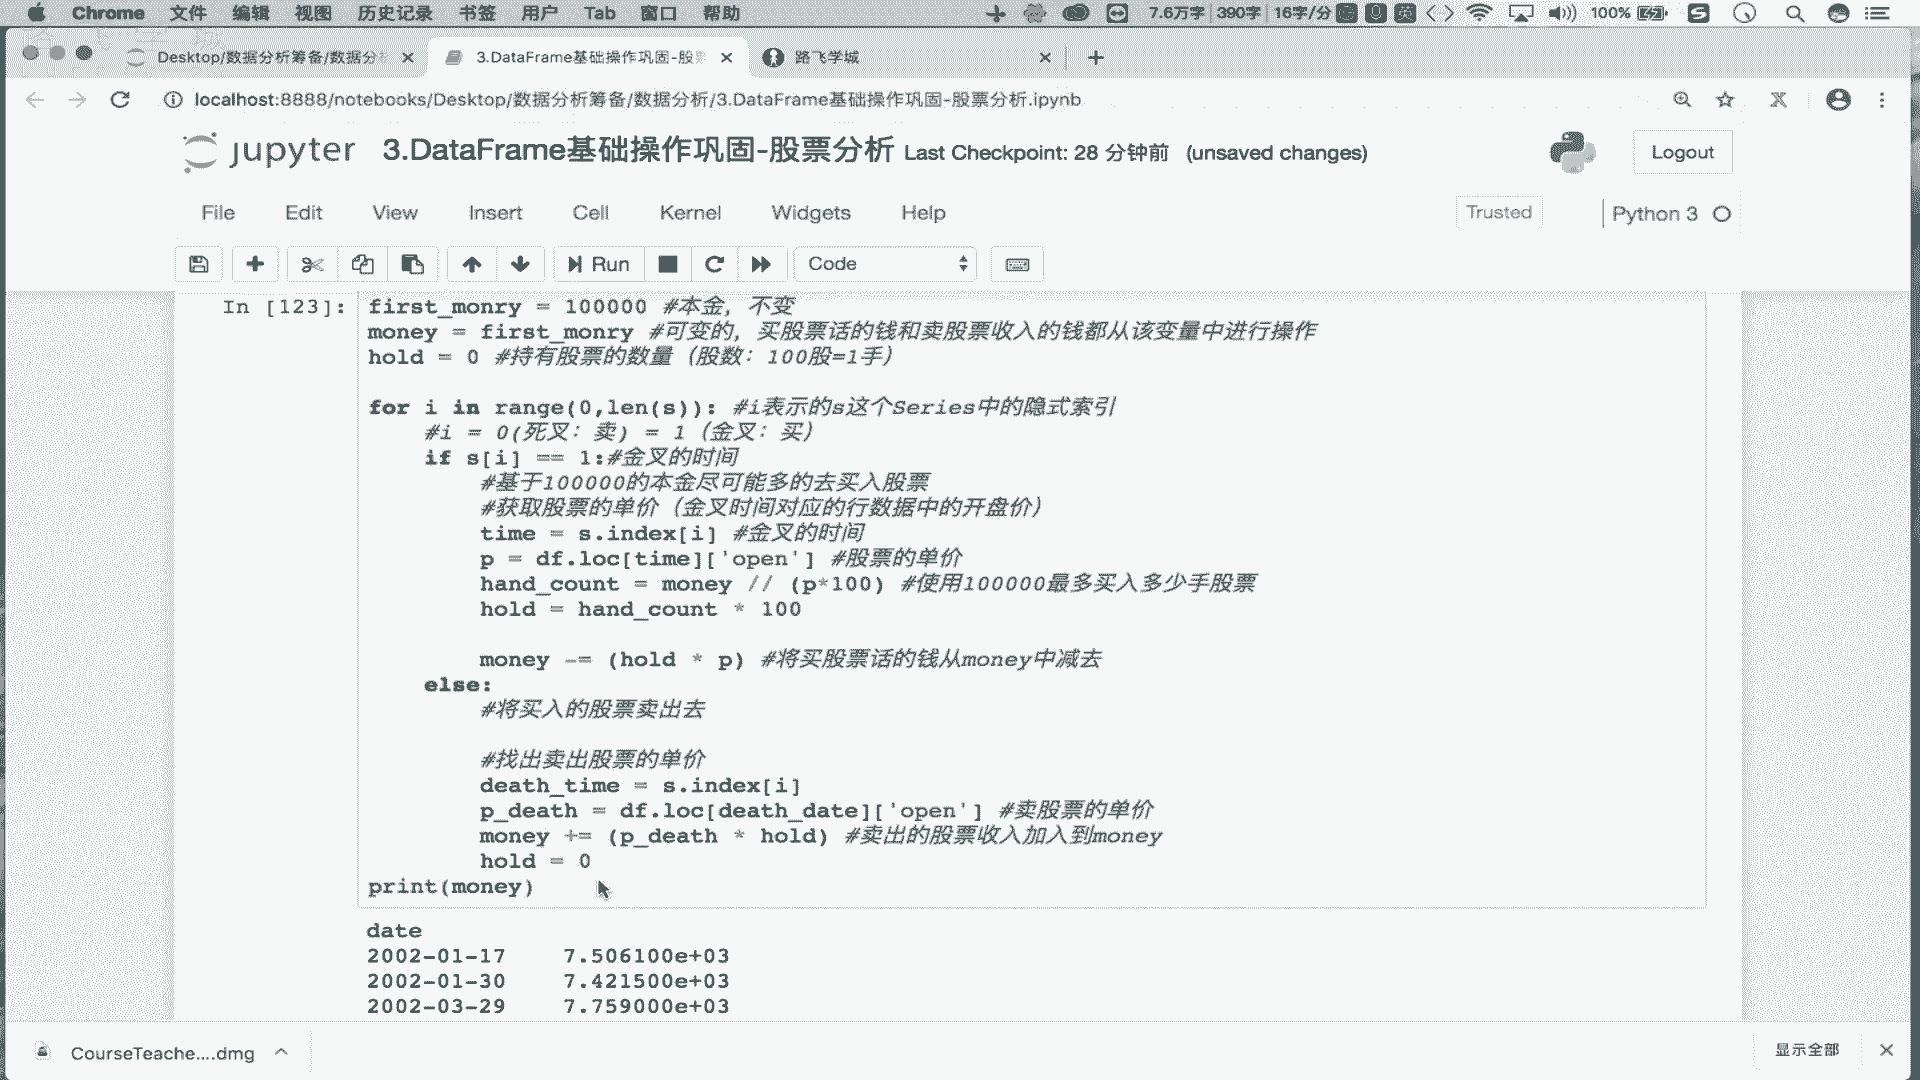 Chrome 文件 编辑 视图 历史记录 书签 用户 Tab 窗口 帮助 7.6万字 390字 16字/分 英 100%
Desktop/数据分析筹备/数据分 3.DataFrame基础操作巩固-股 路飞学城
localhost:8888/notebooks/Desktop/数据分析筹备/数据分析/3.DataFrame基础操作巩固-股票分析.ipynb
jupyter 3.DataFrame基础操作巩固-股票分析 Last Checkpoint: 28 分钟前 (unsaved changes) Logout
File Edit View Insert Cell Kernel Widgets Help Trusted Python 3
Run Code
In [123]: first_monry = 100000 #本金，不变
money = first_monry #可变的，买股票话的钱和卖股票收入的钱都从该变量中进行操作
hold = 0 #持有股票的数量（股数：100股=1手）
for i in range(0,len(s)): #i表示的s这个Series中的隐式索引
#i = 0(死叉：卖) = 1（金叉：买）
if s[i] == 1:#金叉的时间
#基于100000的本金尽可能多的去买入股票
#获取股票的单价（金叉时间对应的行数据中的开盘价）
time = s.index[i] #金叉的时间
p = df.loc[time]['open'] #股票的单价
hand_count = money // (p*100) #使用100000最多买入多少手股票
hold = hand_count * 100
money -= (hold * p) #将买股票话的钱从money中减去
else:
#将买入的股票卖出去
#找出卖出股票的单价
death_time = s.index[i]
p_death = df.loc[death_date]['open'] #卖股票的单价
money += (p_death * hold) #卖出的股票收入加入到money
hold = 0
print(money)
date
2002-01-17 7.506100e+03
2002-01-30 7.421500e+03
2002-03-29 7.759000e+03
CourseTeache....dmg 显示全部